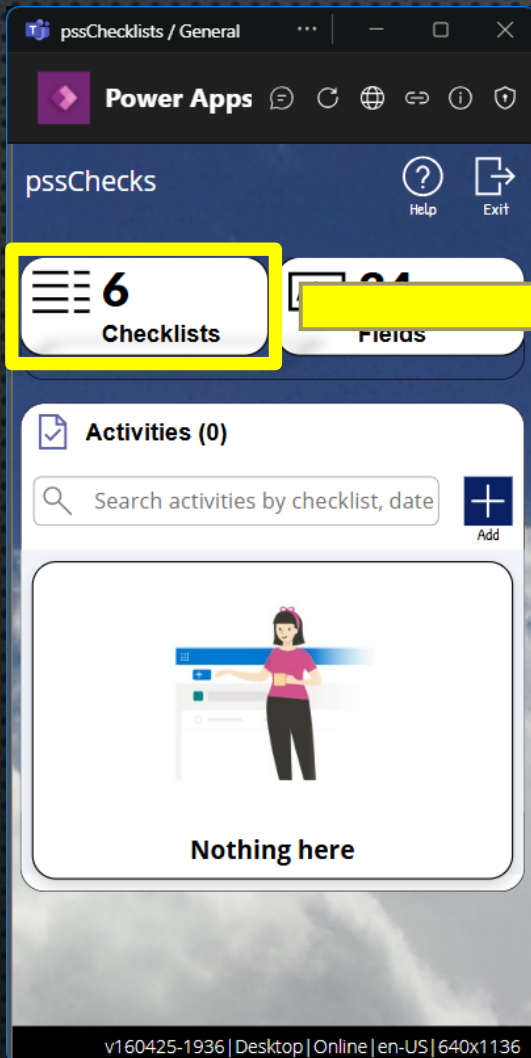 pssChecklists / General
Power Apps
pssChecks
Help
Exit
6
Checklists
Fields
Activities (0)
Search activities by checklist, date
Add
Nothing here
v160425-1936|Desktop|Online|en-US|640x1136